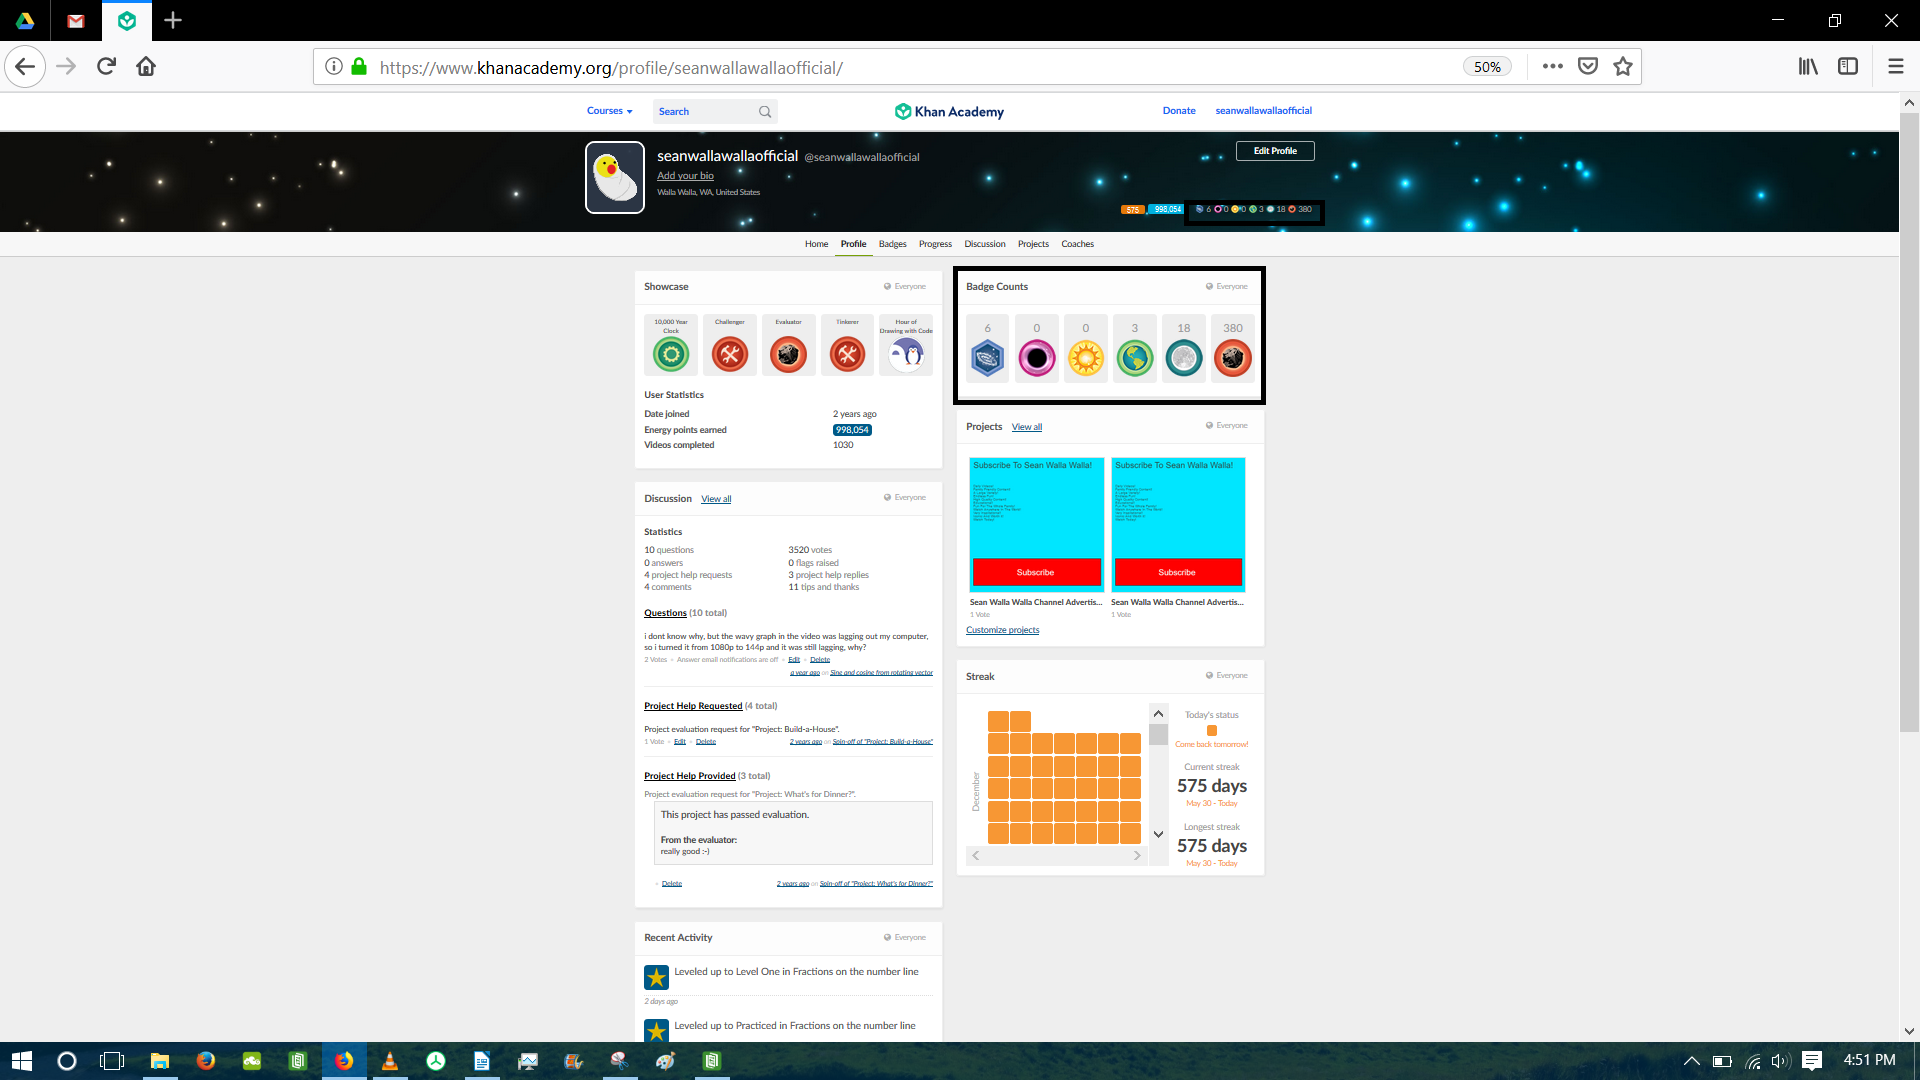 https://www.khanacademy.org/profile/seanwallawallaofficial/
50%
Courses
Search
Khan Academy
Donate
seanwallawallaofficial
seanwallawallaofficial @seanwallawallaofficial
Add your bio
Walla Walla, WA, United States
Edit Profile
575 998,054 6 0 0 3 18 380
Home Profile Badges Progress Discussion Projects Coaches
Showcase
Everyone
10,000 Year Clock
Challenger
Evaluator
Tinkerer
Hour of Drawing with Code
User Statistics
Date joined 2 years ago
Energy points earned 998,054
Videos completed 1030
Badge Counts
Everyone
6 0 0 3 18 380
Projects View all
Everyone
Subscribe To Sean Walla Walla!
Subscribe
Sean Walla Walla Channel Advertis...
1 Vote
Subscribe To Sean Walla Walla!
Subscribe
Sean Walla Walla Channel Advertis...
1 Vote
Customize projects
Discussion View all
Everyone
Statistics
10 questions 3520 votes
0 answers 0 flags raised
4 project help requests 3 project help replies
4 comments 11 tips and thanks
Questions (10 total)
i dont know why, but the wavy graph in the video was lagging out my computer,
so i turned it from 1080p to 144p and it was still lagging, why?
2 Votes • Answer email notifications are off • Edit • Delete
a year ago on Sine and cosine from rotating vector
Project Help Requested (4 total)
Project evaluation request for "Project: Build-a-House".
1 Vote • Edit • Delete 2 years ago on Spin-off of "Project: Build-a-House"
Project Help Provided (3 total)
Project evaluation request for "Project: What's for Dinner?".
This project has passed evaluation.
From the evaluator:
really good :-)
• Delete 2 years ago on Spin-off of "Project: What's for Dinner?"
Streak
Everyone
December
Today's status
Come back tomorrow!
Current streak
575 days
May 30 - Today
Longest streak
575 days
May 30 - Today
Recent Activity
Everyone
Leveled up to Level One in Fractions on the number line
2 days ago
Leveled up to Practiced in Fractions on the number line
4:51 PM